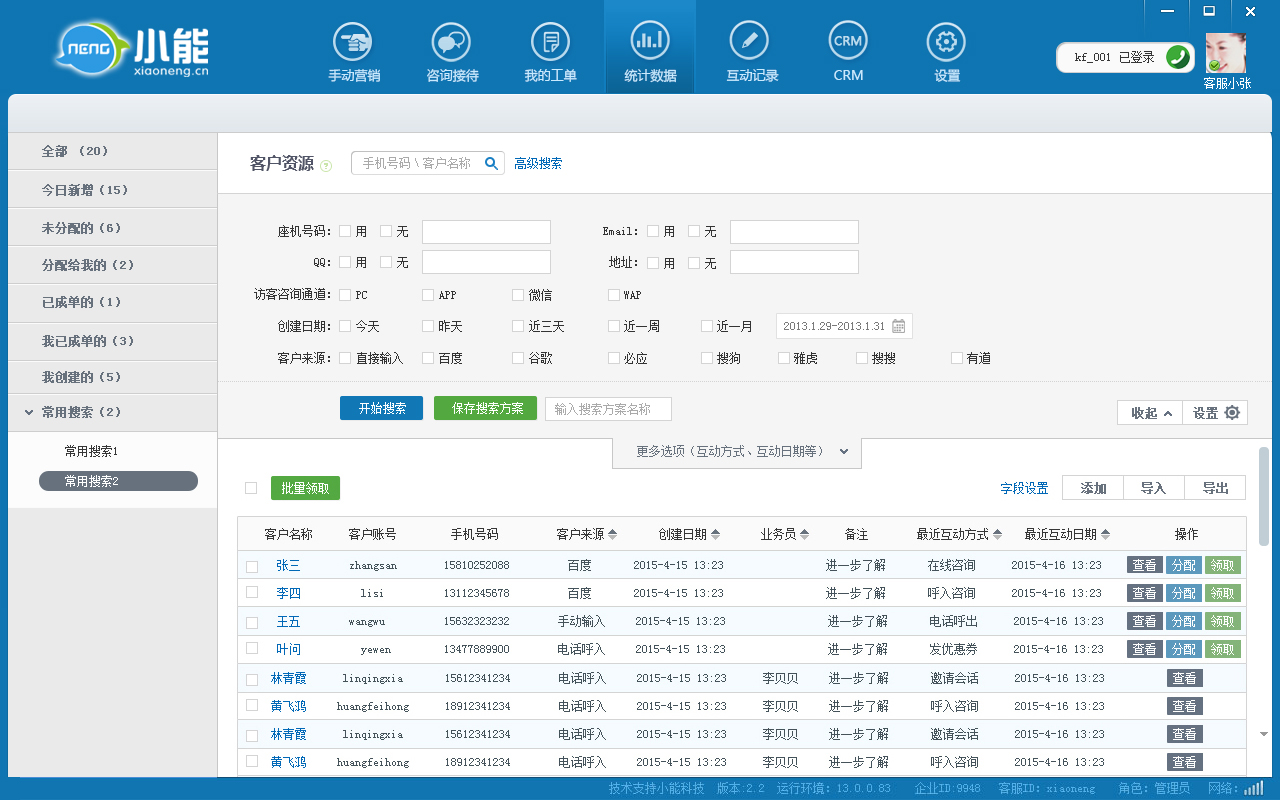 NENG 小能
xiaoneng.cn
手动营销 咨询接待 我的工单 统计数据 互动记录 CRM CRM 设置
kf_001 已登录
客服小张
全部 （20）
今日新增（15）
未分配的（6）
分配给我的（2）
已成单的（1）
我已成单的（3）
我创建的（5）
常用搜索（2）
常用搜索1
常用搜索2
客户资源 ? 手机号码 \ 客户名称 高级搜索
座机号码： 用 无 Email： 用 无
QQ： 用 无 地址： 用 无
访客咨询通道： PC APP 微信 WAP
创建日期： 今天 昨天 近三天 近一周 近一月 2013.1.29-2013.1.31
客户来源： 直接输入 百度 谷歌 必应 搜狗 雅虎 搜搜 有道
开始搜索 保存搜索方案 输入搜索方案名称 收起 设置
更多选项（互动方式、互动日期等）
批量领取 字段设置 添加 导入 导出
客户名称 客户账号 手机号码 客户来源 创建日期 业务员 备注 最近互动方式 最近互动日期 操作
张三 zhangsan 15810252088 百度 2015-4-15 13:23 进一步了解 在线咨询 2015-4-16 13:23 查看 分配 领取
李四 lisi 13112345678 百度 2015-4-15 13:23 进一步了解 呼入咨询 2015-4-16 13:23 查看 分配 领取
王五 wangwu 15632323232 手动输入 2015-4-15 13:23 进一步了解 电话呼出 2015-4-16 13:23 查看 分配 领取
叶问 yewen 13477889900 电话呼入 2015-4-15 13:23 进一步了解 发优惠券 2015-4-16 13:23 查看 分配 领取
林青霞 linqingxia 15612341234 电话呼入 2015-4-15 13:23 李贝贝 进一步了解 邀请会话 2015-4-16 13:23 查看
黄飞鸿 huangfeihong 18912341234 电话呼入 2015-4-15 13:23 李贝贝 进一步了解 呼入咨询 2015-4-16 13:23 查看
林青霞 linqingxia 15612341234 电话呼入 2015-4-15 13:23 李贝贝 进一步了解 邀请会话 2015-4-16 13:23 查看
黄飞鸿 huangfeihong 18912341234 电话呼入 2015-4-15 13:23 李贝贝 进一步了解 呼入咨询 2015-4-16 13:23 查看
技术支持小能科技 版本:2.2 运行环境：13.0.0.83 企业ID:9948 客服ID：xiaoneng 角色：管理员 网络：